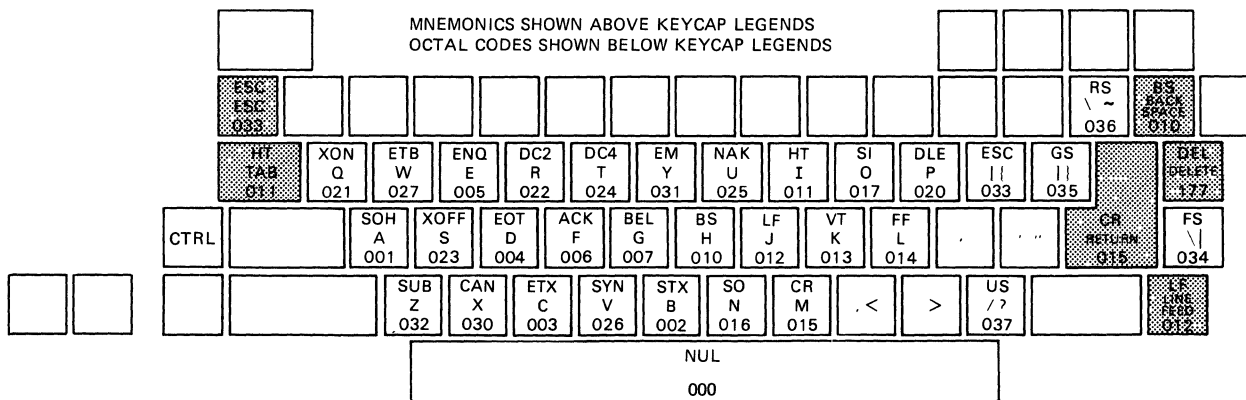 MNEMONICS SHOWN ABOVE KEYCAP LEGENDS
OCTAL CODES SHOWN BELOW KEYCAP LEGENDS
ESC
ESC
033
RS
\ ~
036
BS
BACK
SPACE
010
HT
TAB
011
XON
Q
021
ETB
W
027
ENQ
E
005
DC2
R
022
DC4
T
024
EM
Y
031
NAK
U
025
HT
I
011
SI
O
017
DLE
P
020
ESC
[{
033
GS
]}
035
DEL
DELETE
177
CTRL
SOH
A
001
XOFF
S
023
EOT
D
004
ACK
F
006
BEL
G
007
BS
H
010
LF
J
012
VT
K
013
FF
L
014
' "
CR
RETURN
015
FS
\|
034
SUB
Z
032
CAN
X
030
ETX
C
003
SYN
V
026
STX
B
002
SO
N
016
CR
M
015
,<
>
US
/?
037
LF
LINE
FEED
012
NUL
000